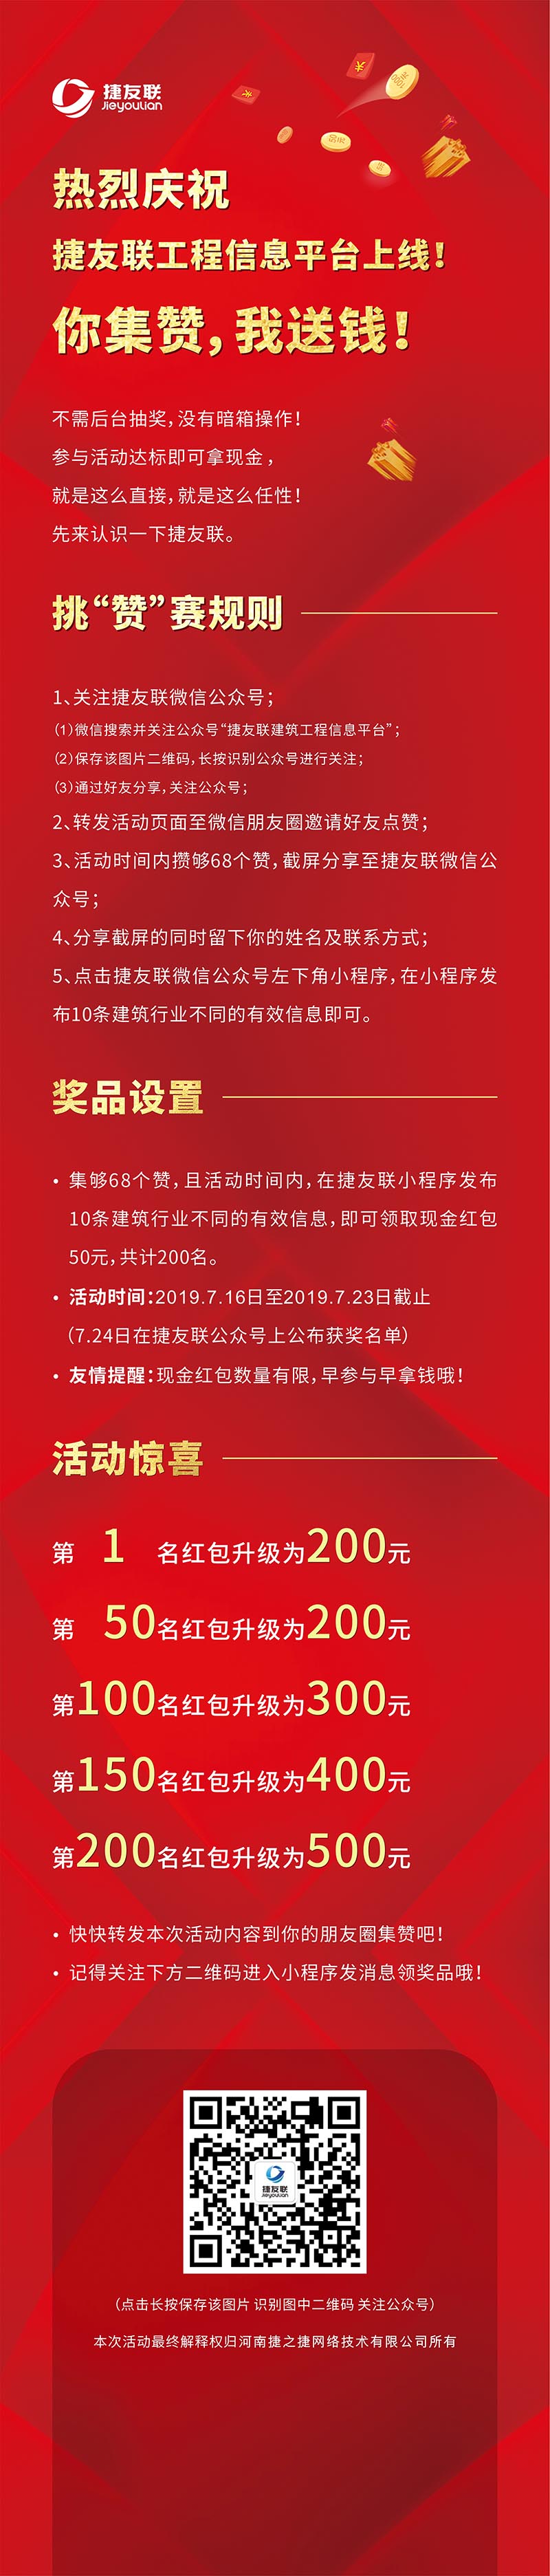 捷友联
Jieyoulian
热烈庆祝
捷友联工程信息平台上线！
你集赞，我送钱！
不需后台抽奖，没有暗箱操作！
参与活动达标即可拿现金，
就是这么直接，就是这么任性！
先来认识一下捷友联。
挑“赞”赛规则
1、关注捷友联微信公众号；
（1）微信搜索并关注公众号“捷友联建筑工程信息平台”；
（2）保存该图片二维码，长按识别公众号进行关注；
（3）通过好友分享，关注公众号；
2、转发活动页面至微信朋友圈邀请好友点赞；
3、活动时间内攒够68个赞，截屏分享至捷友联微信公
众号；
4、分享截屏的同时留下你的姓名及联系方式；
5、点击捷友联微信公众号左下角小程序，在小程序发
布10条建筑行业不同的有效信息即可。
奖品设置
• 集够68个赞，且活动时间内，在捷友联小程序发布
10条建筑行业不同的有效信息，即可领取现金红包
50元，共计200名。
• 活动时间：2019.7.16日至2019.7.23日截止
（7.24日在捷友联公众号上公布获奖名单）
• 友情提醒：现金红包数量有限，早参与早拿钱哦！
活动惊喜
第 1 名红包升级为200元
第 50名红包升级为200元
第100名红包升级为300元
第150名红包升级为400元
第200名红包升级为500元
• 快快转发本次活动内容到你的朋友圈集赞吧！
• 记得关注下方二维码进入小程序发消息领奖品哦！
捷友联
Jieyoulian
（点击长按保存该图片 识别图中二维码 关注公众号）
本次活动最终解释权归河南捷之捷网络技术有限公司所有